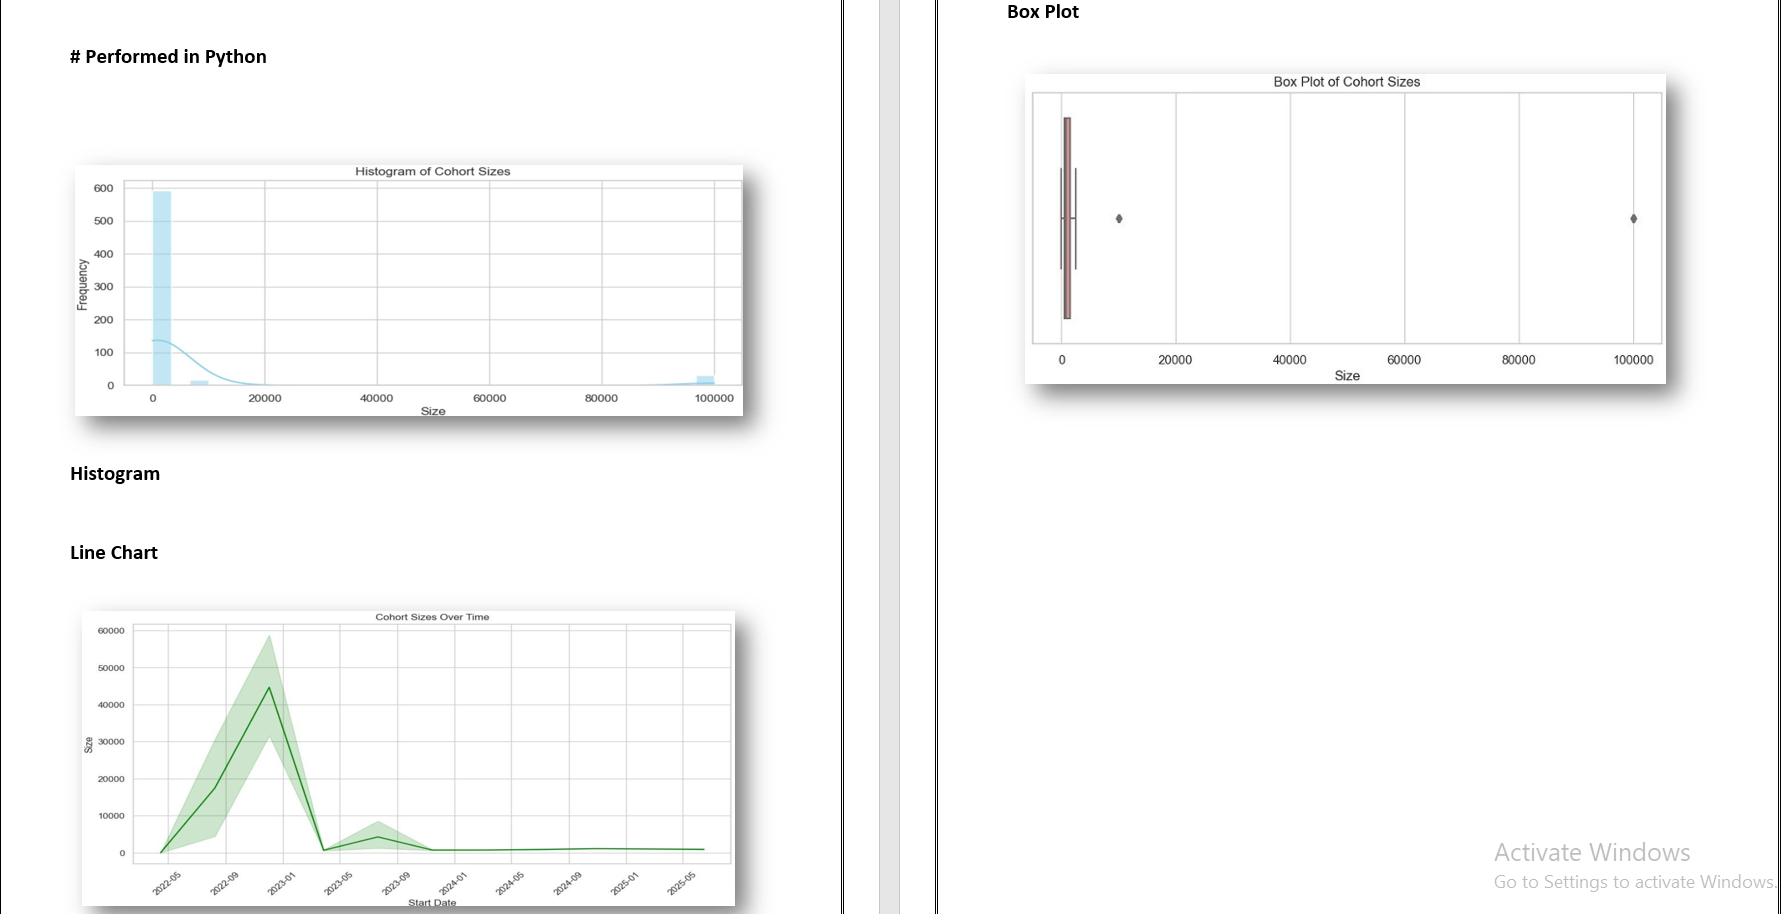 # Performed in Python
Histogram of Cohort Sizes
600
500
400
300
200
100
0
Frequency
0 20000 40000 60000 80000 100000
Size
Histogram
Line Chart
Cohort Sizes Over Time
60000
50000
40000
30000
20000
10000
0
Size
2022-05 2022-09 2023-01 2023-05 2023-09 2024-01 2024-05 2024-09 2025-01 2025-05
Start Date
Box Plot
Box Plot of Cohort Sizes
0 20000 40000 60000 80000 100000
Size
Activate Windows
Go to Settings to activate Windows.